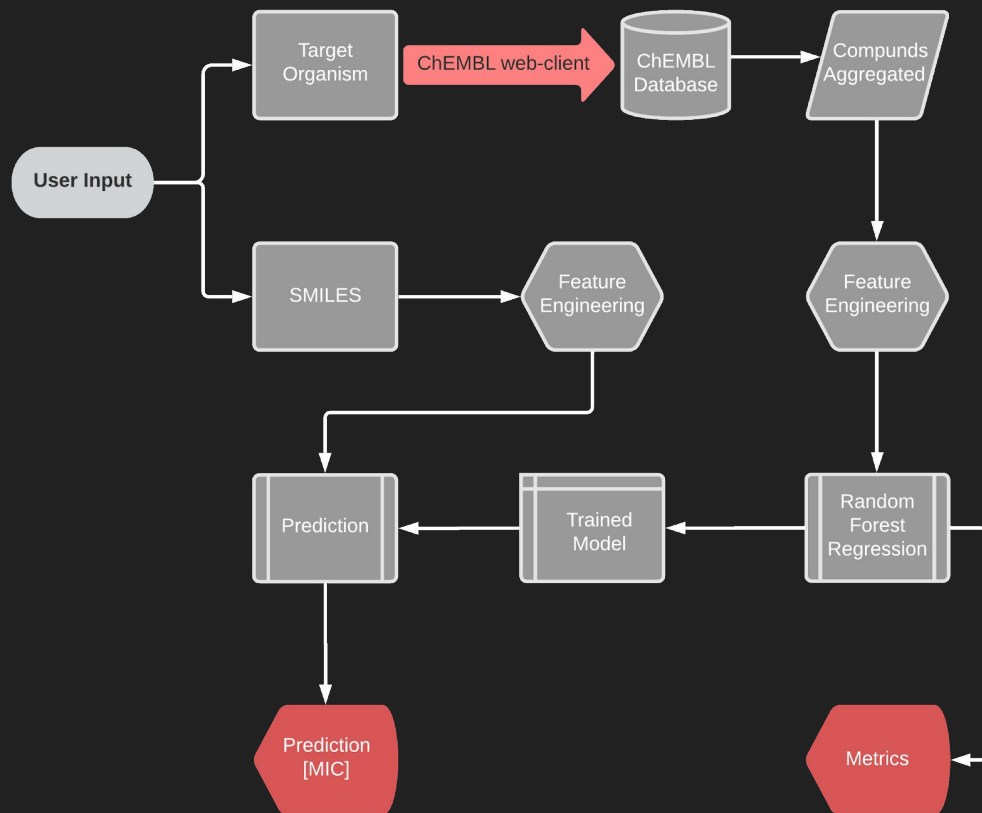 Target
Organism
ChEMBL web-client
ChEMBL
Database
Compunds
Aggregated
User Input
SMILES
Feature
Engineering
Feature
Engineering
Prediction
Trained
Model
Random
Forest
Regression
Prediction
[MIC]
Metrics